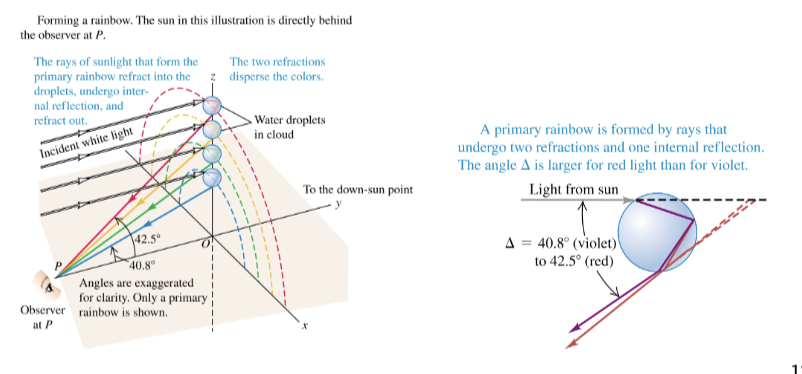 Forming a rainbow. The sun in this illustration is directly behind
the observer at P.
The rays of sunlight that form the
primary rainbow refract into the
droplets, undergo inter-
nal reflection, and
refract out.
The two refractions
disperse the colors.
z
Water droplets
in cloud
Incident white light
To the down-sun point
y
42.5°
O
40.8°
P
Angles are exaggerated
for clarity. Only a primary
rainbow is shown.
Observer
at P
x
A primary rainbow is formed by rays that
undergo two refractions and one internal reflection.
The angle Δ is larger for red light than for violet.
Light from sun
Δ = 40.8° (violet)
to 42.5° (red)